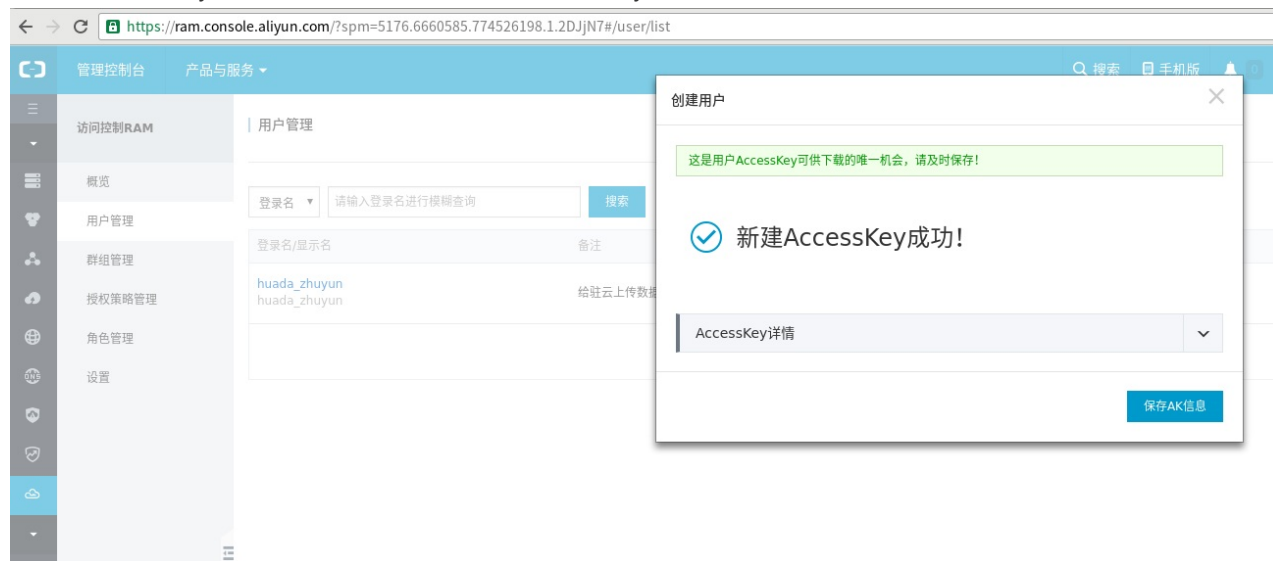 https://ram.console.aliyun.com/?spm=5176.6660585.774526198.1.2DJjN7#/user/list
管理控制台 产品与服务 搜索 手机版 0
访问控制RAM
概览
用户管理
群组管理
授权策略管理
角色管理
设置
用户管理
登录名 请输入登录名进行模糊查询 搜索
登录名/显示名 备注
huada_zhuyun
huada_zhuyun
给驻云上传数据
创建用户
这是用户AccessKey可供下载的唯一机会，请及时保存！
新建AccessKey成功！
AccessKey详情
保存AK信息
DNS